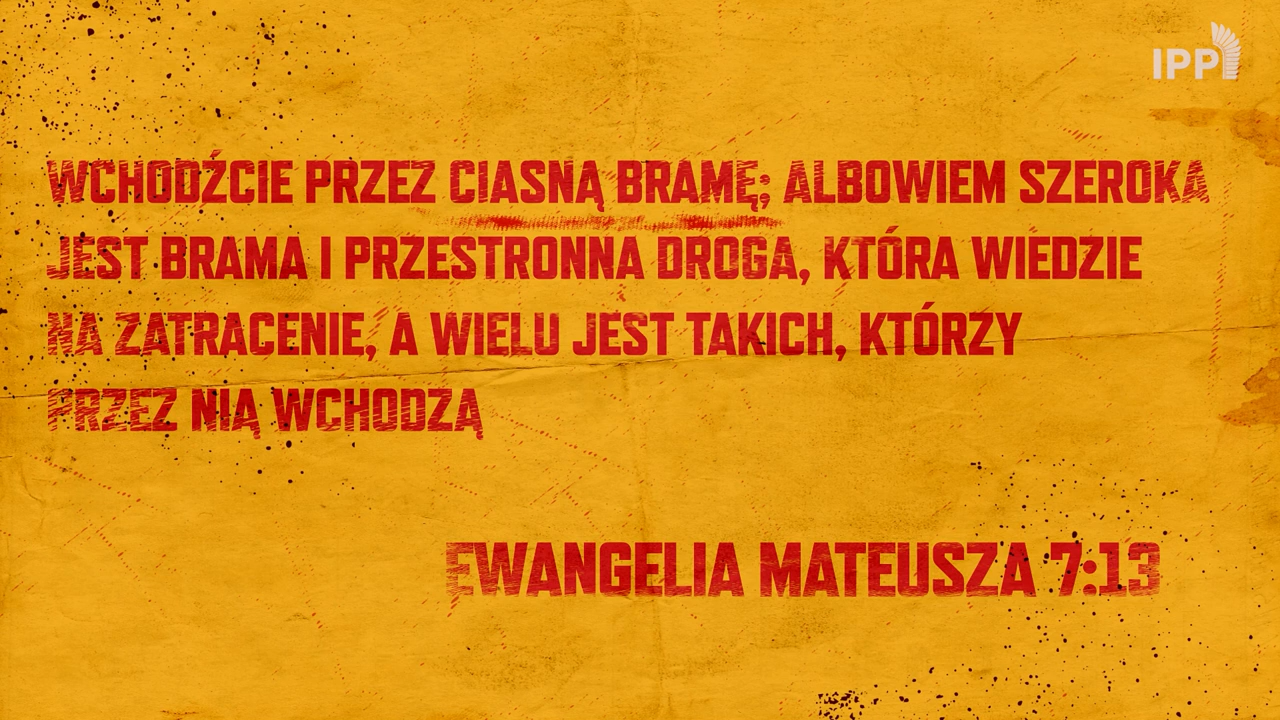 IPP
WCHODŹCIE PRZEZ CIASNĄ BRAMĘ; ALBOWIEM SZEROKA
JEST BRAMA I PRZESTRONNA DROGA, KTÓRA WIEDZIE
NA ZATRACENIE, A WIELU JEST TAKICH, KTÓRZY
PRZEZ NIĄ WCHODZĄ
EWANGELIA MATEUSZA 7:13